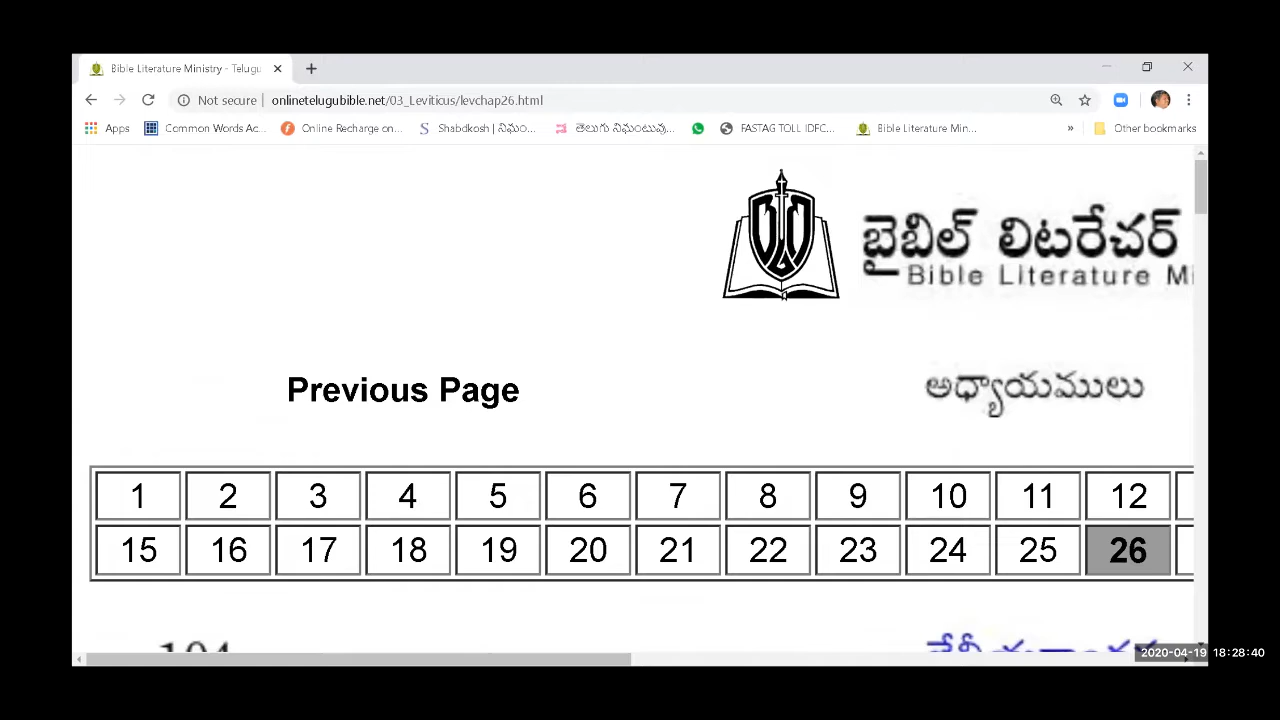 Bible Literature Ministry - Telugu
Not secure | onlinetelugubible.net/03_Leviticus/levchap26.html
Apps Common Words Ac... Online Recharge on... Shabdkosh | నిఘం... తెలుగు నిఘంటువు... FASTAG TOLL IDFC... Bible Literature Min... » Other bookmarks
బైబిల్ లిటరేచర్
Bible Literature Mi
Previous Page
అధ్యాయములు
1 2 3 4 5 6 7 8 9 10 11 12
15 16 17 18 19 20 21 22 23 24 25 26
2020-04-19 18:28:40